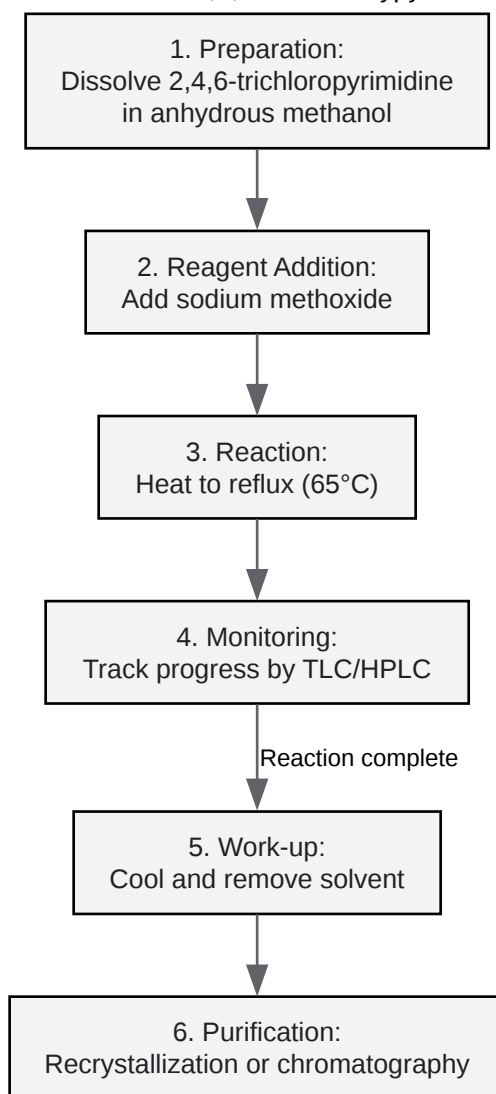 1. Preparation:
Dissolve 2,4,6-trichloropyrimidine
in anhydrous methanol
2. Reagent Addition:
Add sodium methoxide
3. Reaction:
Heat to reflux (65°C)
4. Monitoring:
Track progress by TLC/HPLC
Reaction complete
5. Work-up:
Cool and remove solvent
6. Purification:
Recrystallization or chromatography